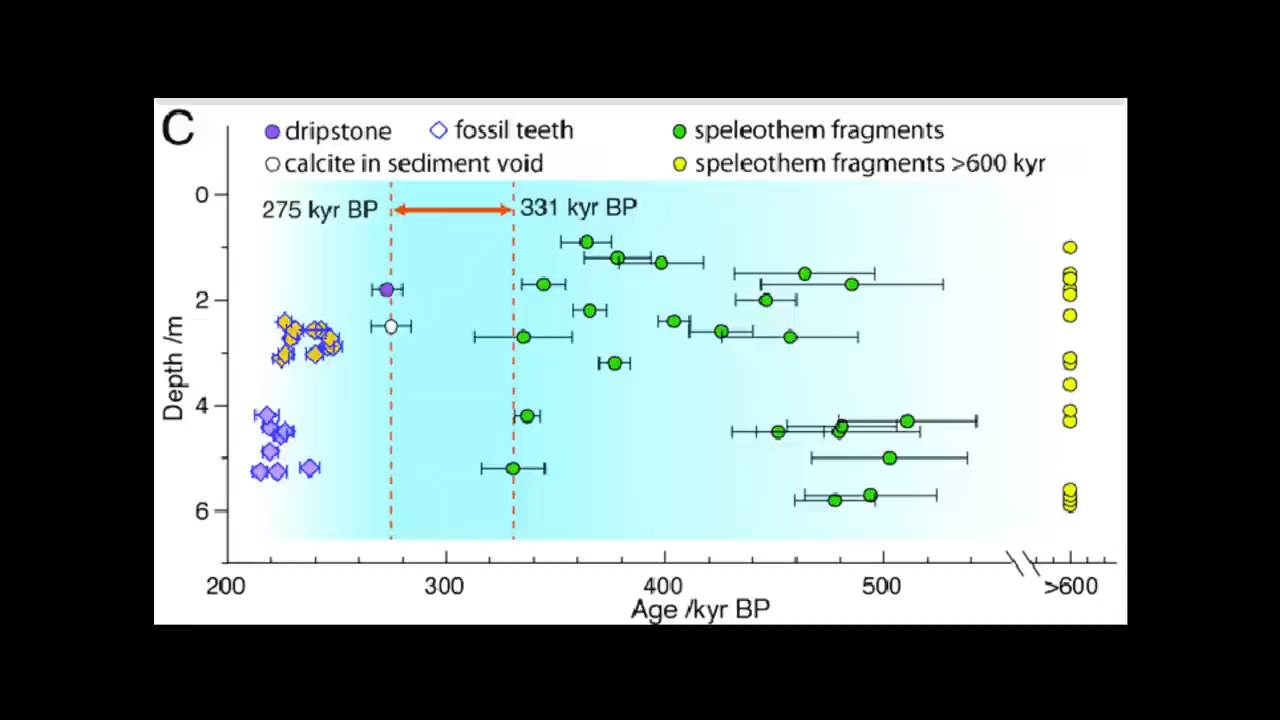 C
dripstone fossil teeth speleothem fragments
calcite in sediment void speleothem fragments >600 kyr
0
275 kyr BP 331 kyr BP
2
Depth /m
4
6
200 300 400 500 >600
Age /kyr BP